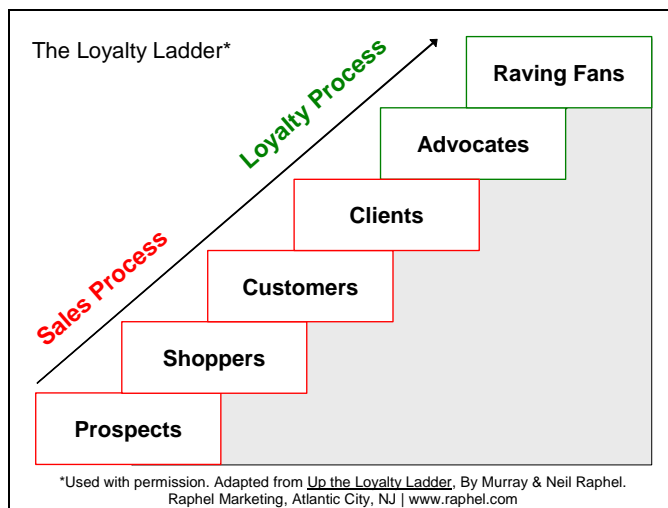 The Loyalty Ladder*
Loyalty Process
Raving Fans
Advocates
Clients
Sales Process
Customers
Shoppers
Prospects
*Used with permission. Adapted from Up the Loyalty Ladder, By Murray & Neil Raphel.
Raphel Marketing, Atlantic City, NJ | www.raphel.com